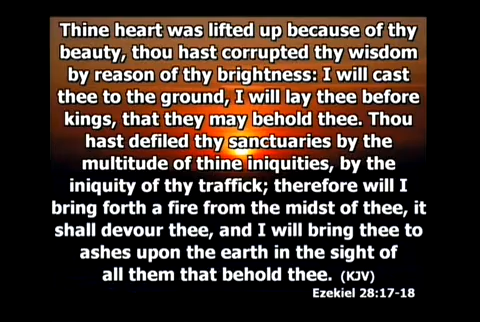 Thine heart was lifted up because of thy
beauty, thou hast corrupted thy wisdom
by reason of thy brightness: I will cast
thee to the ground, I will lay thee before
kings, that they may behold thee. Thou
hast defiled thy sanctuaries by the
multitude of thine iniquities, by the
iniquity of thy traffick; therefore will I
bring forth a fire from the midst of thee, it
shall devour thee, and I will bring thee to
ashes upon the earth in the sight of
all them that behold thee. (KJV)
Ezekiel 28:17-18